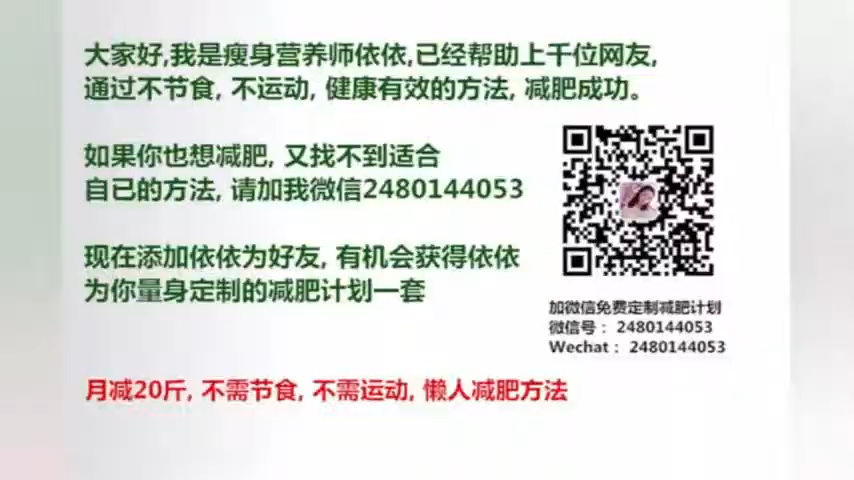 大家好,我是瘦身营养师依依,已经帮助上千位网友,
通过不节食, 不运动, 健康有效的方法, 减肥成功。
如果你也想减肥, 又找不到适合
自已的方法, 请加我微信2480144053
现在添加依依为好友, 有机会获得依依
为你量身定制的减肥计划一套
加微信免费定制减肥计划
微信号： 2480144053
Wechat： 2480144053
月减20斤, 不需节食, 不需运动, 懒人减肥方法